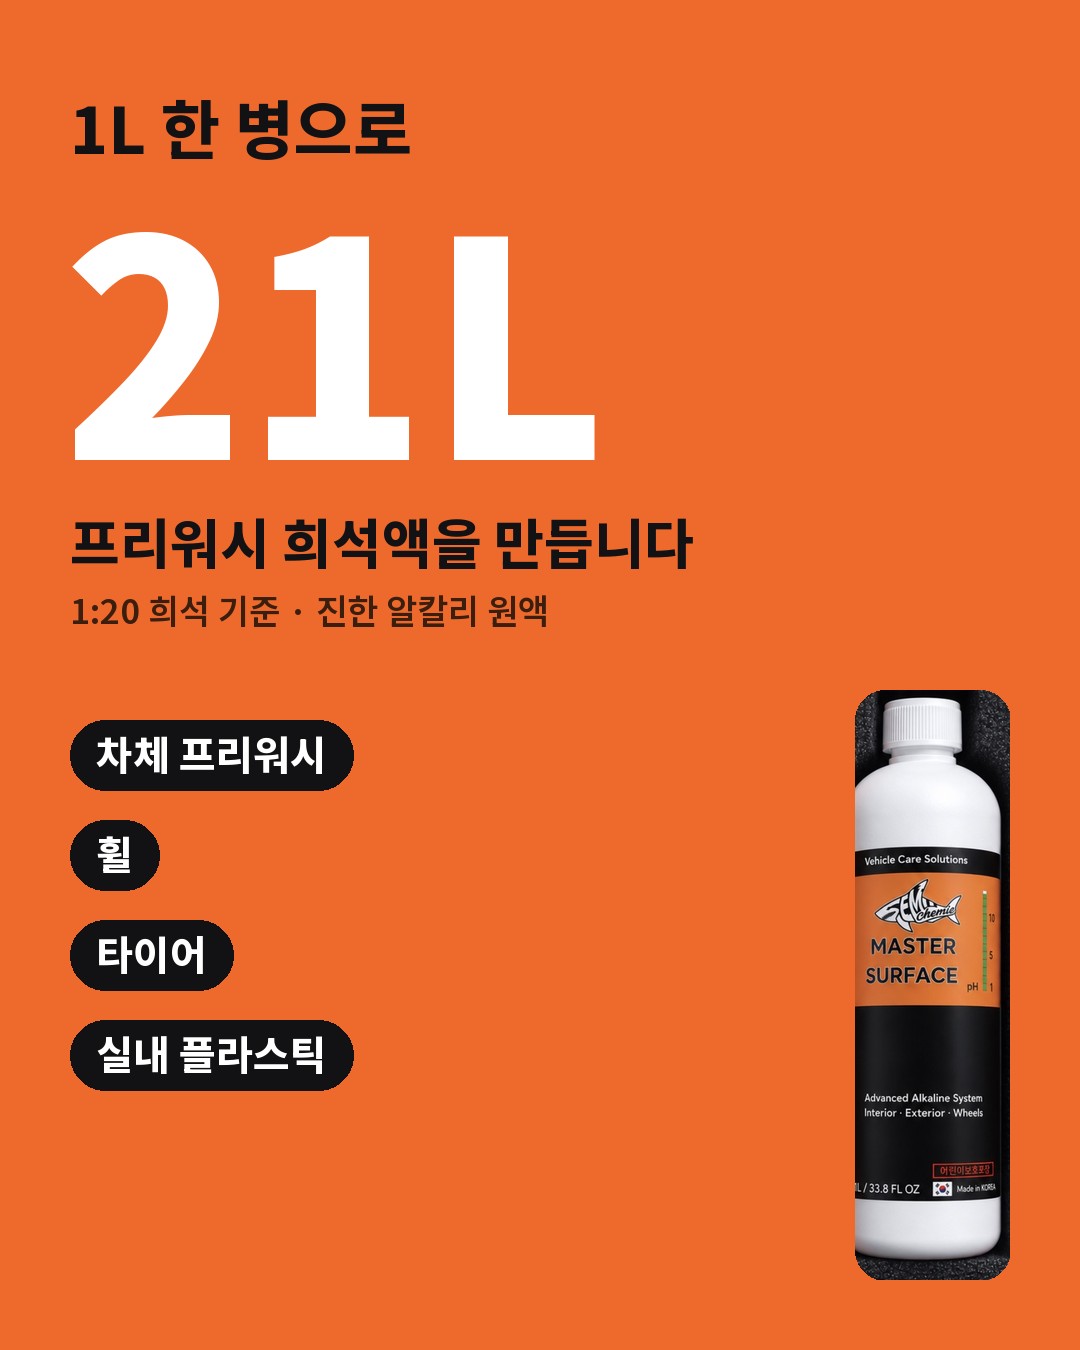 1L 한 병으로
21L
프리워시 희석액을 만듭니다
1:20 희석 기준 · 진한 알칼리 원액
차체 프리워시
휠
타이어
실내 플라스틱
Vehicle Care Solutions
SEMI
Chemie
MASTER
SURFACE
10
5
pH 1
Advanced Alkaline System
Interior · Exterior · Wheels
어린이보호포장
1L / 33.8 FL OZ
Made in KOREA